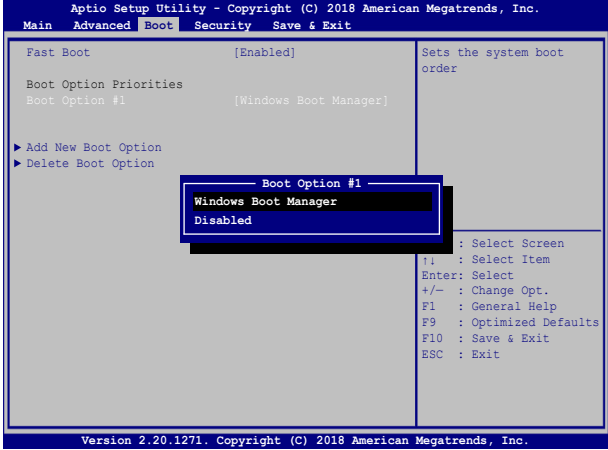 Aptio Setup Utility - Copyright (C) 2018 American Megatrends, Inc.
Main Advanced Boot Security Save & Exit
Fast Boot [Enabled]
Boot Option Priorities
Boot Option #1 [Windows Boot Manager]
▶ Add New Boot Option
▶ Delete Boot Option
Sets the system boot
order
Boot Option #1
Windows Boot Manager
Disabled
: Select Screen
↑↓ : Select Item
Enter: Select
+/— : Change Opt.
F1 : General Help
F9 : Optimized Defaults
F10 : Save & Exit
ESC : Exit
Version 2.20.1271. Copyright (C) 2018 American Megatrends, Inc.